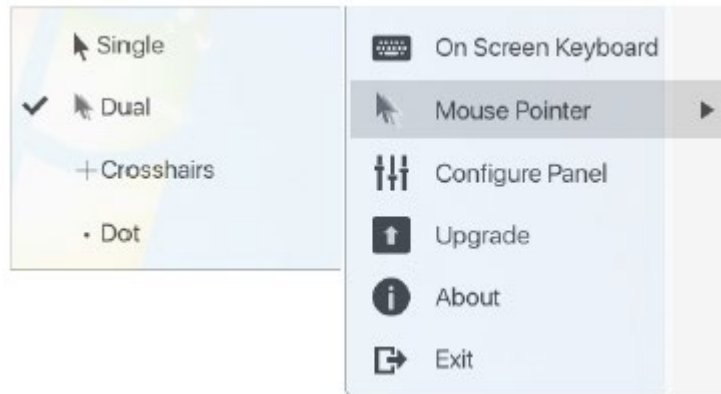 Single
Dual
Crosshairs
Dot
On Screen Keyboard
Mouse Pointer
Configure Panel
Upgrade
About
Exit